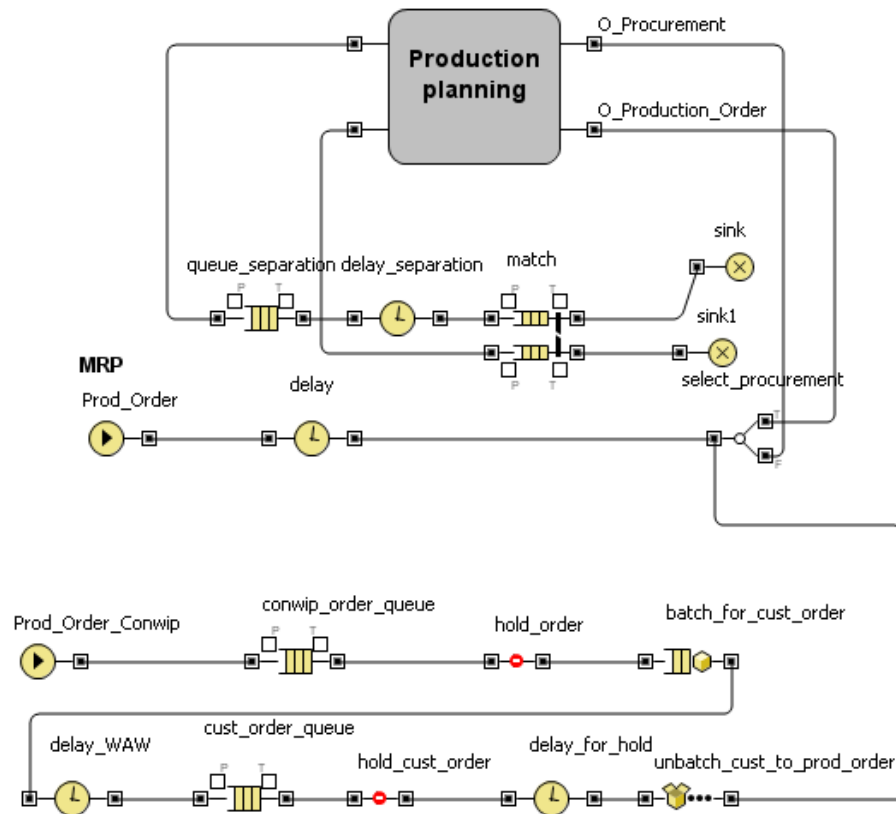 O_Procurement
Production
planning
O_Production_Order
sink
queue_separation delay_separation match
P T P T
sink1
MRP
P T
select_procurement
Prod_Order delay
T
F
conwip_order_queue batch_for_cust_order
Prod_Order_Conwip hold_order
P T
cust_order_queue
delay_WAW hold_cust_order delay_for_hold unbatch_cust_to_prod_order
P T